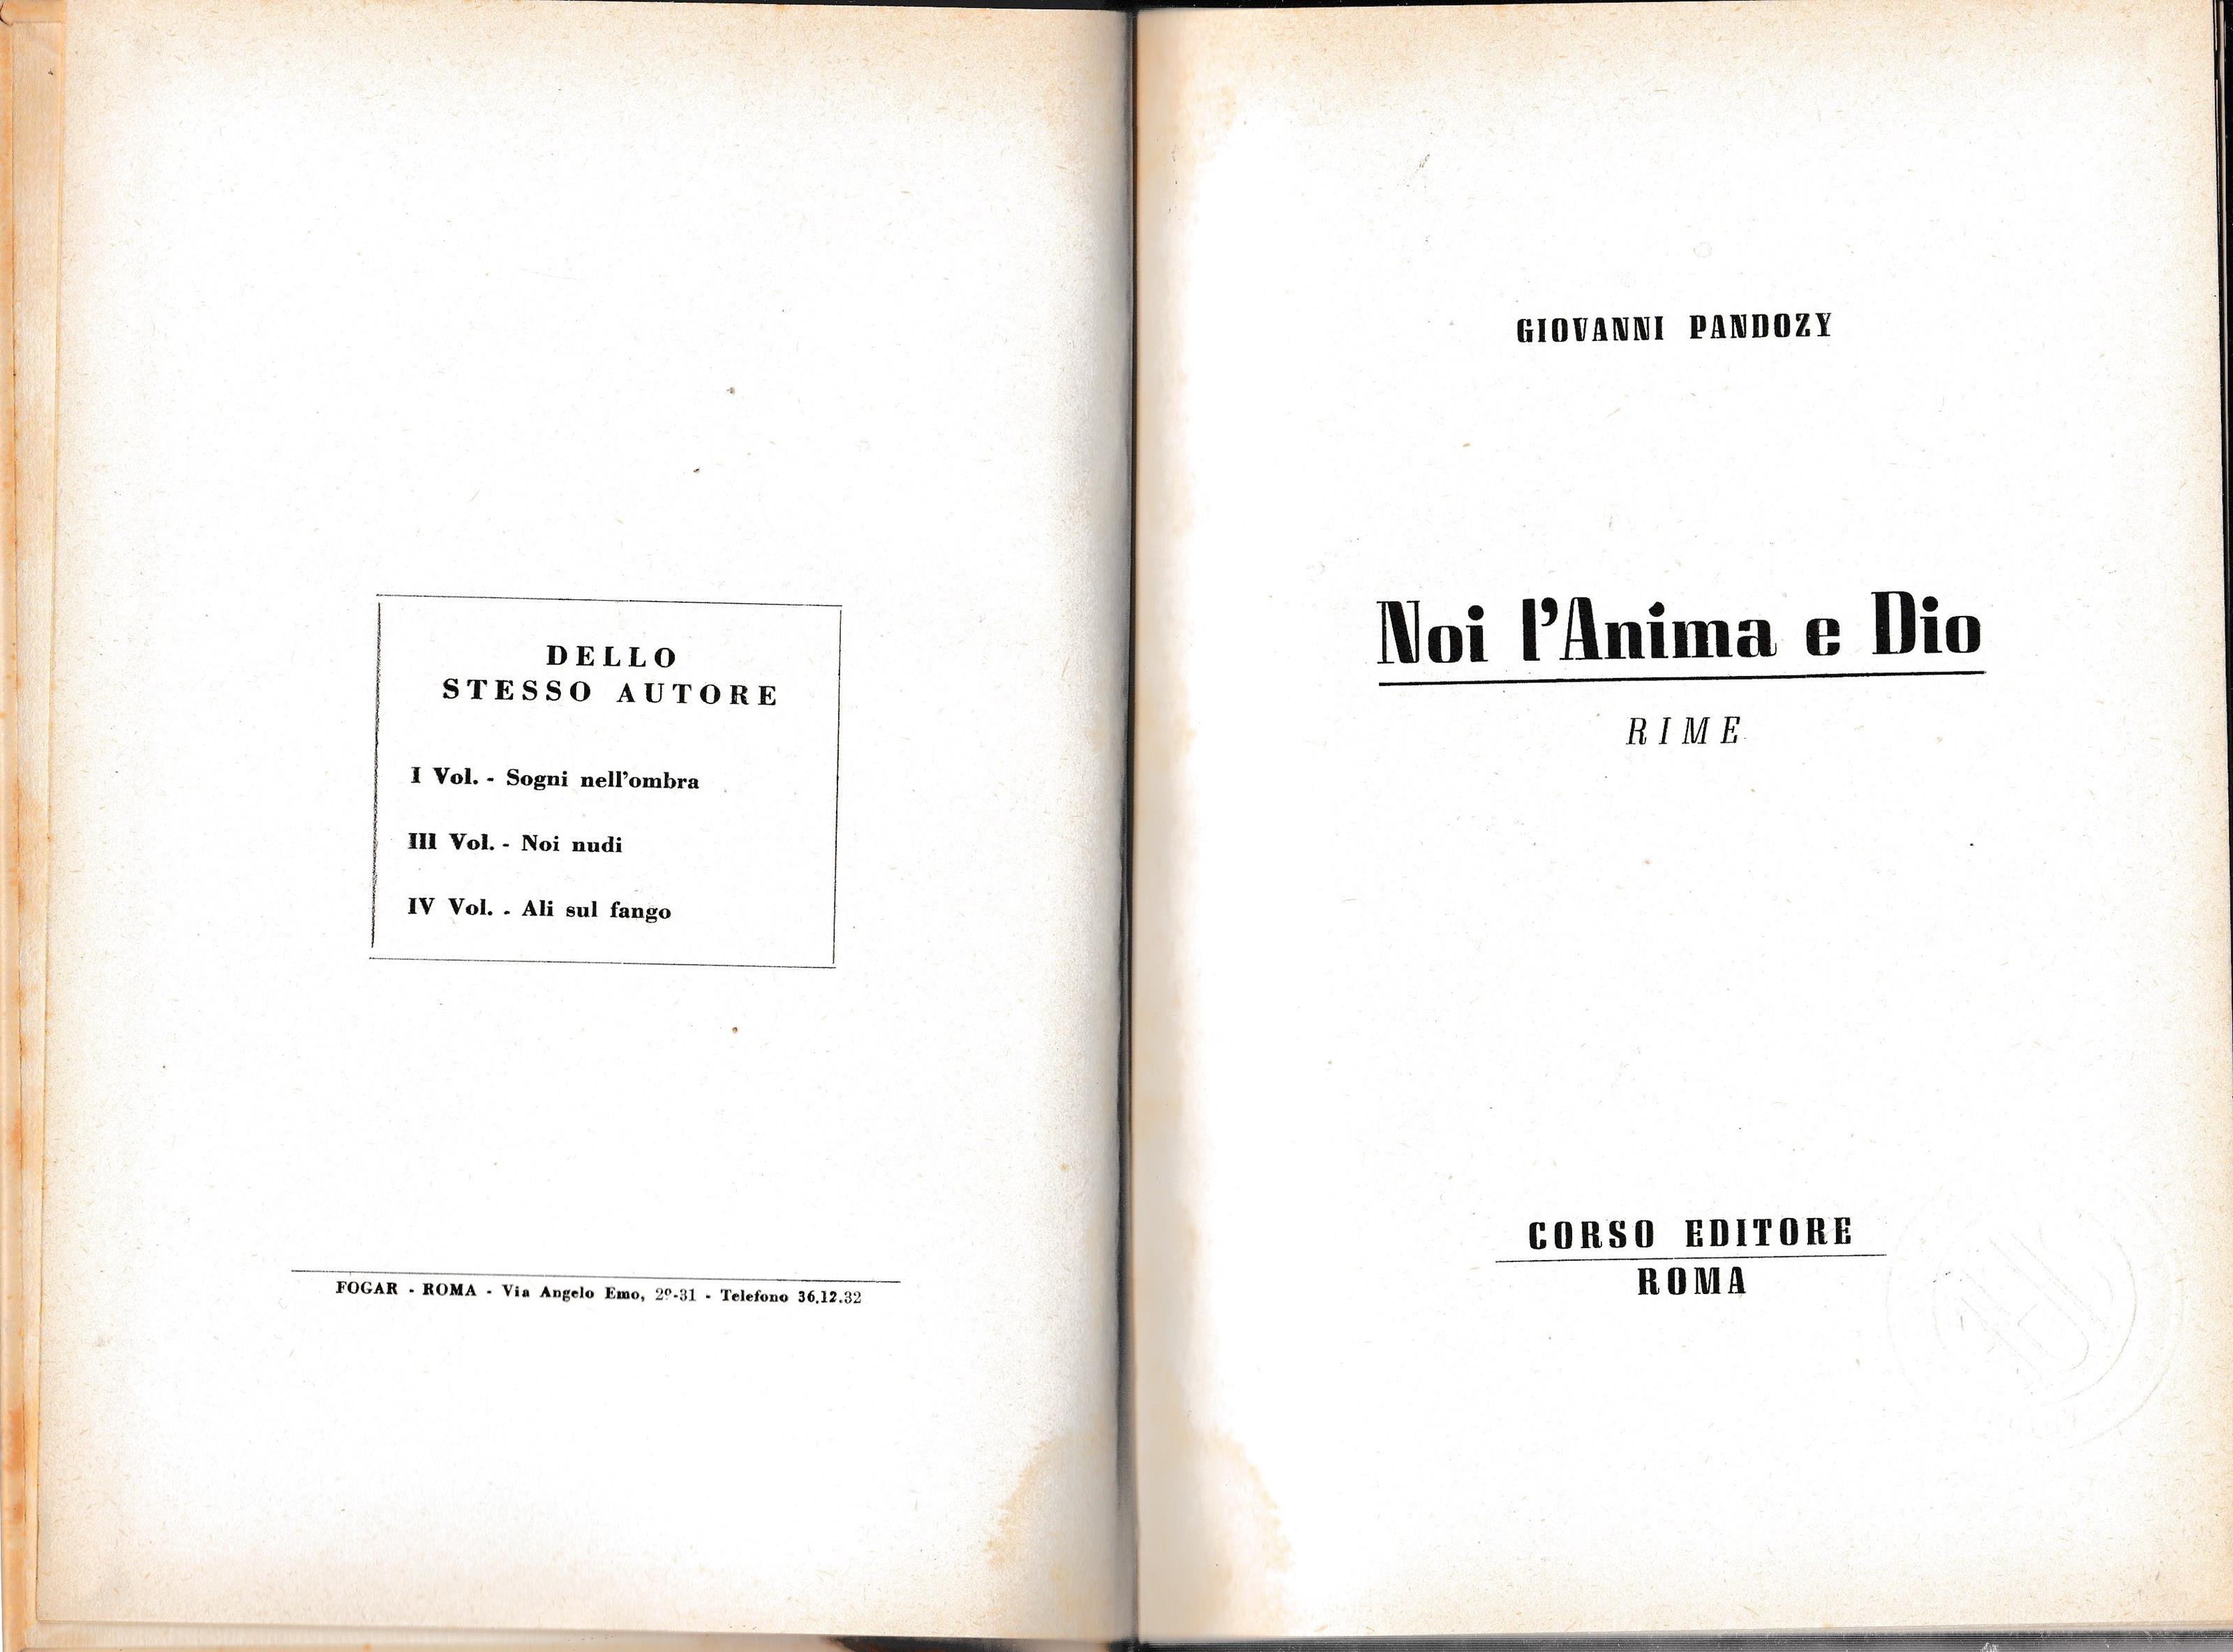 DELLO
STESSO AUTORE
I Vol. - Sogni nell'ombra
III Vol. - Noi nudi
IV Vol. - Ali sul fango
FOGAR - ROMA - Via Angelo Emo, 29-31 - Telefono 36.12.32
GIOVANNI PANDOZY
Noi l'Anima e Dio
RIME
CORSO EDITORE
ROMA